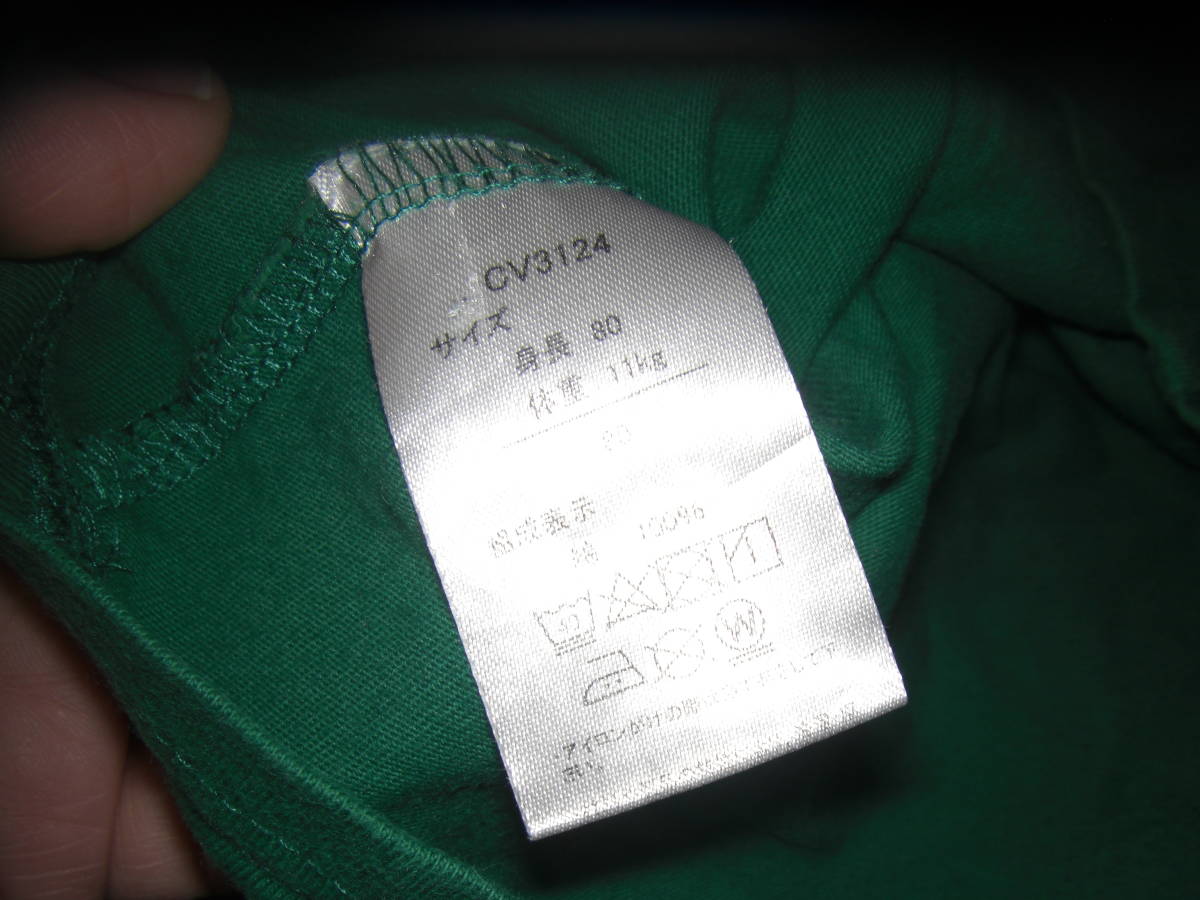 CV3124
サイズ
身長 80
体重 11kg
80
組成表示
綿 100%
W
アイロンがけの際